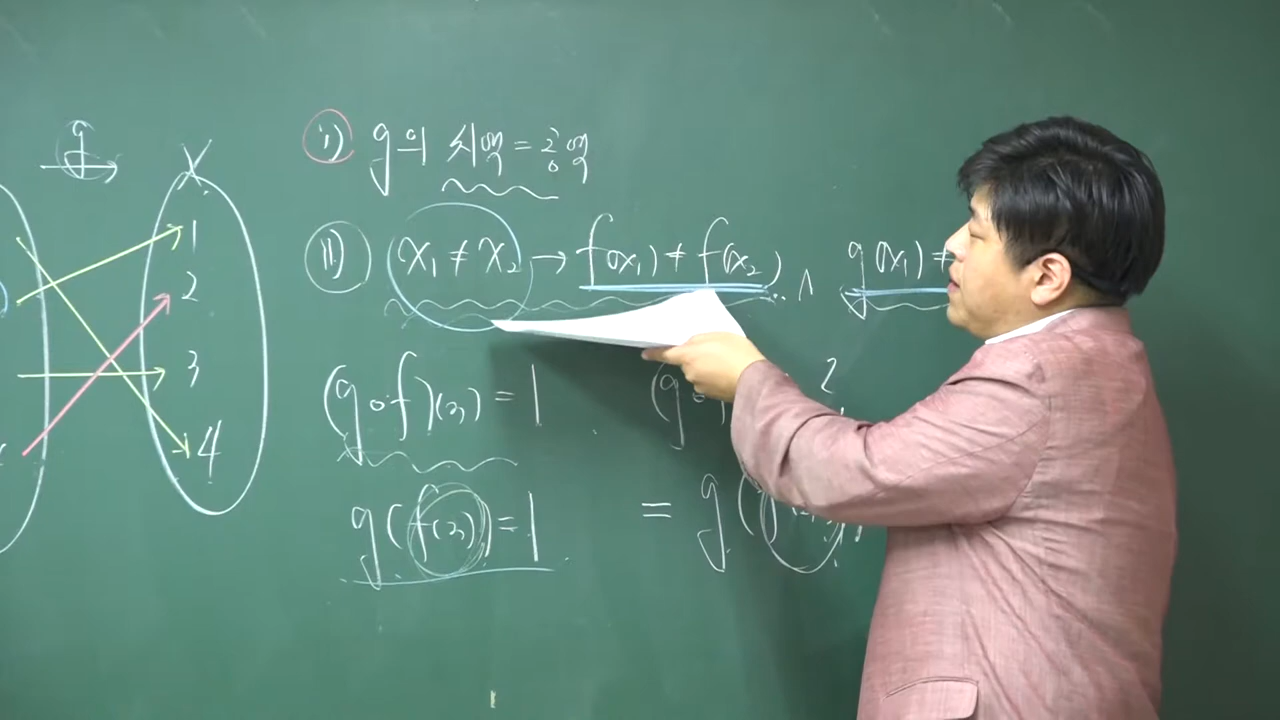 g X
1
2
3
4
i) g의 치역 = 공역
ii) x₁ ≠ x₂ → f(x₁) ≠ f(x₂) ∧ g(x₁) ≠
(g∘f)(3) = 1 (g∘ 2
g(f(3)) = 1 = g(